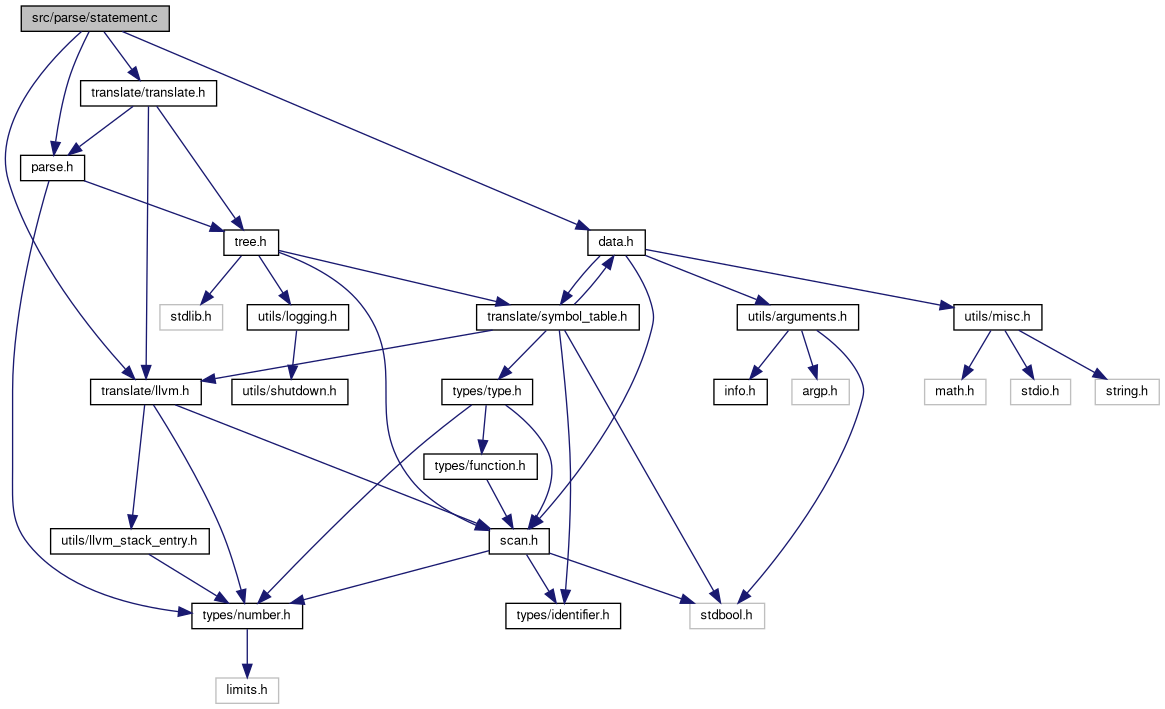 src/parse/statement.c
translate/translate.h
parse.h
tree.h
data.h
stdlib.h
utils/logging.h
translate/symbol_table.h
utils/arguments.h
utils/misc.h
translate/llvm.h
utils/shutdown.h
types/type.h
info.h
argp.h
math.h
stdio.h
string.h
types/function.h
utils/llvm_stack_entry.h
scan.h
types/number.h
types/identifier.h
stdbool.h
limits.h